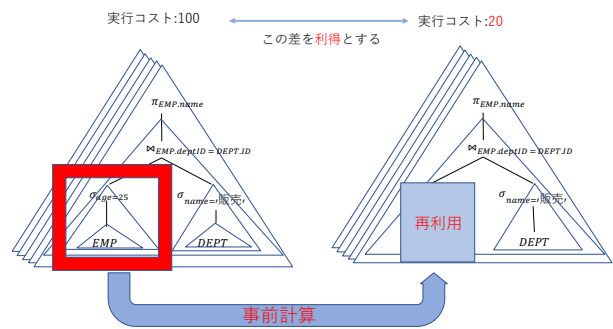 実行コスト:100
実行コスト:20
この差を利得とする
π_EMP.name
⋈_EMP.deptID = DEPT.ID
σ_age=25
σ_name=,販売,
EMP
DEPT
π_EMP.name
⋈_EMP.deptID = DEPT.ID
再利用
σ_name=,販売,
DEPT
事前計算